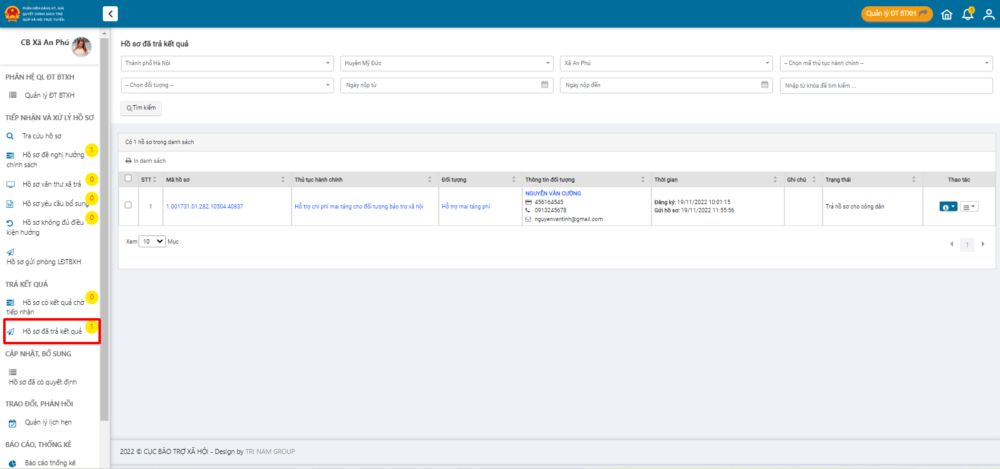 PHẦN MỀM ĐĂNG KÝ, GIẢI
QUYẾT CHÍNH SÁCH TRỢ
GIÚP XÃ HỘI TRỰC TUYẾN
Quản lý ĐT BTXH
1
CB Xã An Phú
PHÂN HỆ QL ĐT BTXH
Quản lý ĐT BTXH
TIẾP NHẬN VÀ XỬ LÝ HỒ SƠ
Tra cứu hồ sơ
Hồ sơ đề nghị hưởng 1
chính sách
Hồ sơ văn thư xã trả 0
Hồ sơ yêu cầu bổ sung 0
Hồ sơ không đủ điều 0
kiện hưởng
Hồ sơ gửi phòng LĐTBXH
TRẢ KẾT QUẢ
Hồ sơ có kết quả chờ 0
tiếp nhận
Hồ sơ đã trả kết quả 1
CẬP NHẬT, BỔ SUNG
Hồ sơ đã có quyết định
TRAO ĐỔI, PHẢN HỒI
Quản lý lịch hẹn
BÁO CÁO, THỐNG KÊ
Báo cáo thống kê
Hồ sơ đã trả kết quả
Thành phố Hà Nội Huyện Mỹ Đức Xã An Phú -- Chọn mã thủ tục hành chính --
-- Chọn đối tượng -- Ngày nộp từ Ngày nộp đến Nhập từ khóa để tìm kiếm ...
Tìm kiếm
Có 1 hồ sơ trong danh sách
In danh sách
STT Mã hồ sơ Thủ tục hành chính Đối tượng Thông tin đối tượng Thời gian Ghi chú Trạng thái Thao tác
1 1.001731.01.282.10504.40837 Hỗ trợ chi phí mai táng cho đối tượng bảo trợ xã hội Hỗ trợ mai táng phí
NGUYỄN VĂN CƯỜNG
456164545
0913245678
nguyenvantinh@gmail.com
Đăng ký: 19/11/2022 10:01:15
Gửi hồ sơ: 19/11/2022 11:55:56
Trả hồ sơ cho công dân
Xem 10 Mục
1
2022 © CỤC BẢO TRỢ XÃ HỘI - Design by TRI NAM GROUP